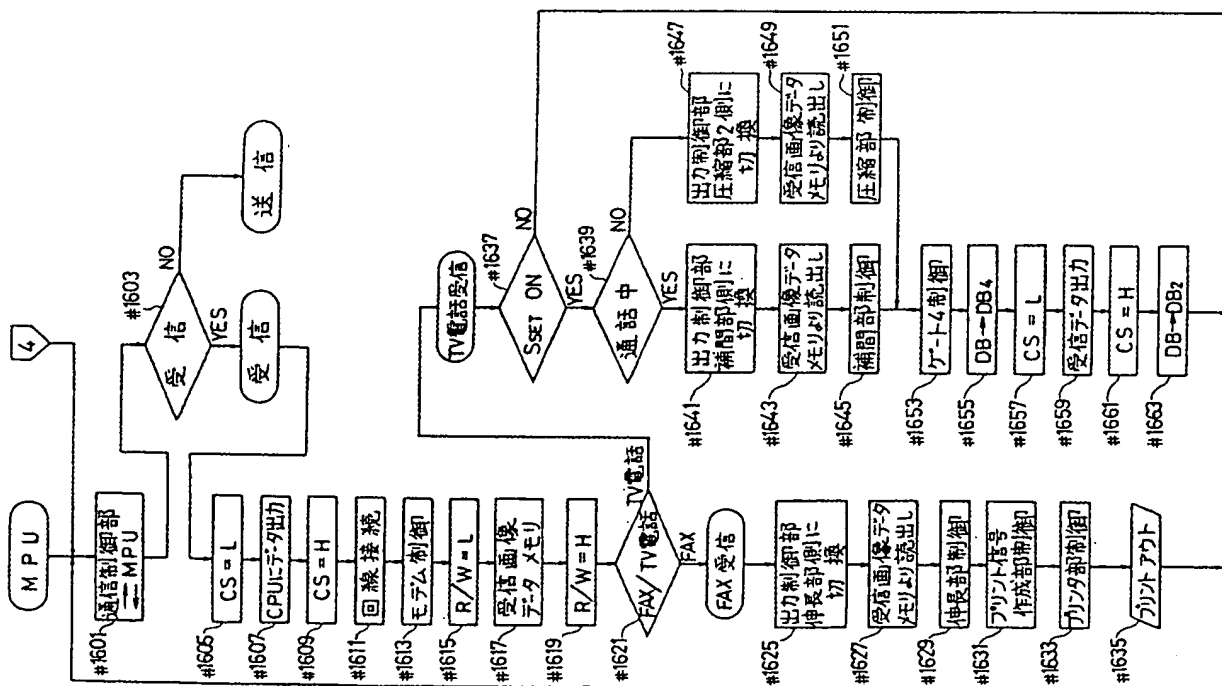 4
MPU
#1601
通信制御部
⇄MPU
#1603
受信
NO
送信
YES
受信
#1605
CS=L
#1607
CPUにデータ出力
#1609
CS=H
#1611
回線接続
#1613
モデム制御
#1615
R/W=L
#1617
受信画像
データメモリ
#1619
R/W=H
#1621
FAX/TV電話
TV電話
FAX
FAX受信
#1625
出力制御部
伸長部側に
切換
#1627
受信画像データ
メモリより読出し
#1629
伸長部制御
#1631
プリント信号
作成部制御
#1633
プリンタ部制御
#1635
プリントアウト
TV電話受信
#1637
SSET ON
NO
YES
#1639
通話中
NO
YES
#1641
出力制御部
補間部側に
切換
#1643
受信画像データ
メモリより読出し
#1645
補間部制御
#1647
出力制御部
圧縮部2側に
切換
#1649
受信画像データ
メモリより読出し
#1651
圧縮部制御
#1653
ゲート4制御
#1655
DB→DB4
#1657
CS=L
#1659
受信データ出力
#1661
CS=H
#1663
DB→DB2